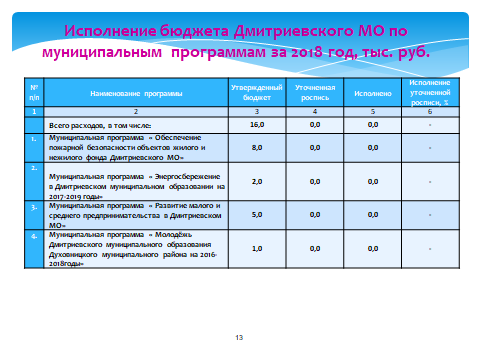 Исполнение бюджета Дмитриевского МО по
муниципальным программам за 2018 год, тыс. руб.
№ п/п
Наименование программы
Утвержденный бюджет
Уточненная роспись
Исполнено
Исполнение уточненной росписи, %
1 2 3 4 5 6
Всего расходов, в том числе: 16,0 0,0 0,0 -
1. Муниципальная программа « Обеспечение
пожарной безопасности объектов жилого и
нежилого фонда Дмитриевского МО» 8,0 0,0 0,0 -
2.
Муниципальная программа « Энергосбережение
в Дмитриевском муниципальном образовании на
2017-2019 годы» 2,0 0,0 0,0 -
3. Муниципальная программа « Развитие малого и
среднего предпринимательства в Дмитриевском
МО» 5,0 0,0 0,0 -
4. Муниципальная программа « Молодёжь
Дмитриевского муниципального образования
Духовницкого муниципального района на 2016-
2018годы» 1,0 0,0 0,0 -
13